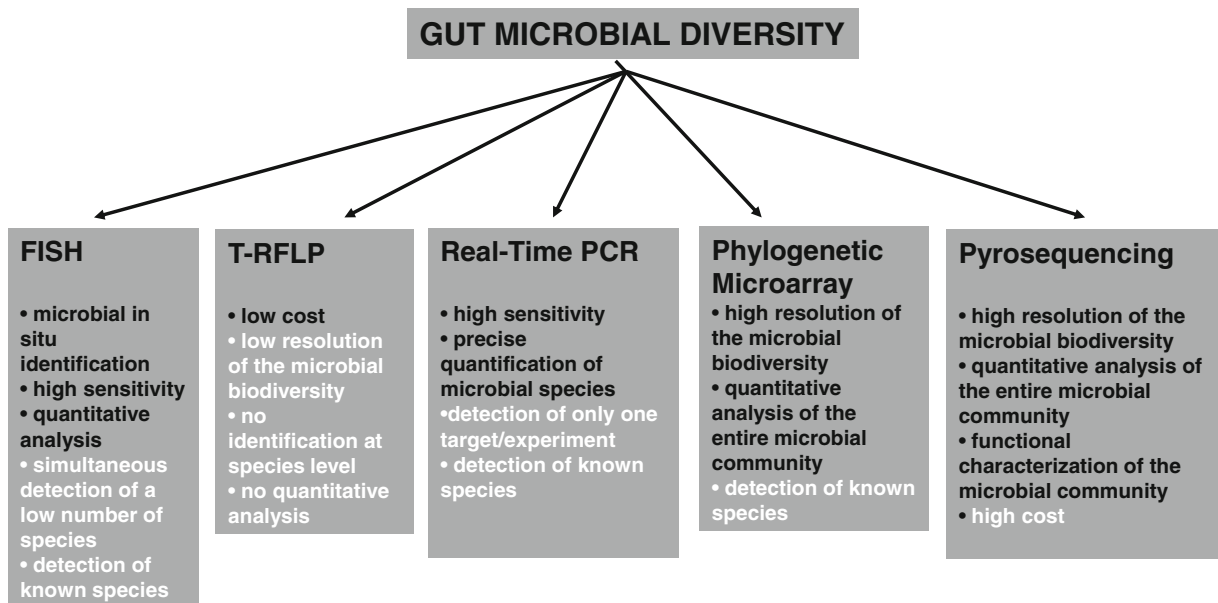 GUT MICROBIAL DIVERSITY
FISH
• microbial in
situ
identification
• high sensitivity
• quantitative
analysis
• simultaneous
detection of a
low number of
species
• detection of
known species
T-RFLP
• low cost
• low resolution
of the microbial
biodiversity
• no
identification at
species level
• no quantitative
analysis
Real-Time PCR
• high sensitivity
• precise
quantification of
microbial species
•detection of only one
target/experiment
• detection of known
species
Phylogenetic
Microarray
• high resolution of
the microbial
biodiversity
• quantitative
analysis of the
entire microbial
community
• detection of known
species
Pyrosequencing
• high resolution of the
microbial biodiversity
• quantitative analysis of
the entire microbial
community
• functional
characterization of the
microbial community
• high cost